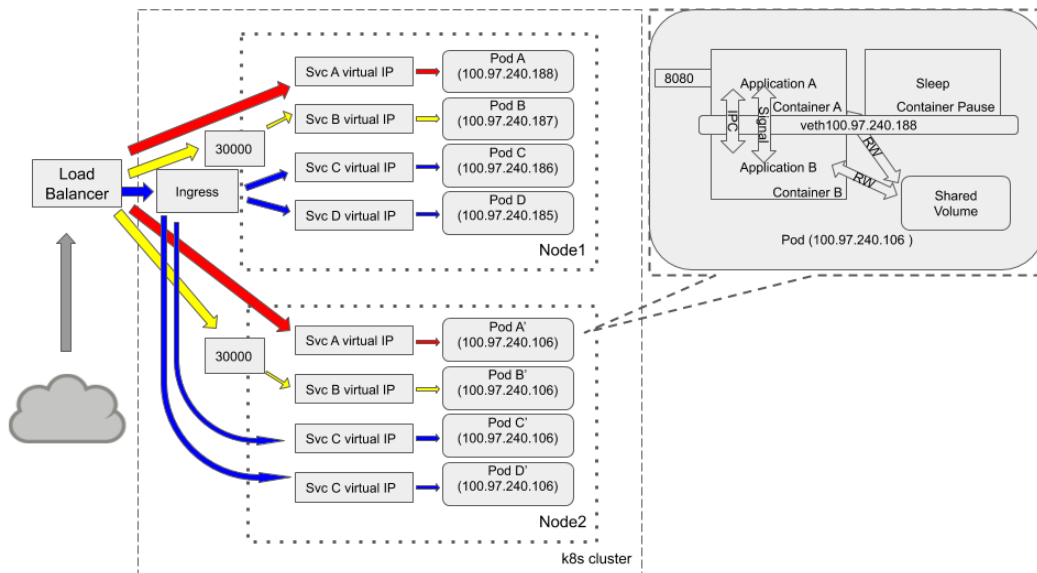 Load
Balancer
Ingress
30000
Svc A virtual IP
Pod A
(100.97.240.188)
Svc B virtual IP
Pod B
(100.97.240.187)
Svc C virtual IP
Pod C
(100.97.240.186)
Svc D virtual IP
Pod D
(100.97.240.185)
Node1
30000
Svc A virtual IP
Pod A'
(100.97.240.106)
Svc B virtual IP
Pod B'
(100.97.240.106)
Svc C virtual IP
Pod C'
(100.97.240.106)
Svc C virtual IP
Pod D'
(100.97.240.106)
Node2
k8s cluster
8080
Application A
Container A
Sleep
Container Pause
veth100.97.240.188
IPC
Signal
RW
Application B
Container B
RW
Shared
Volume
Pod (100.97.240.106 )